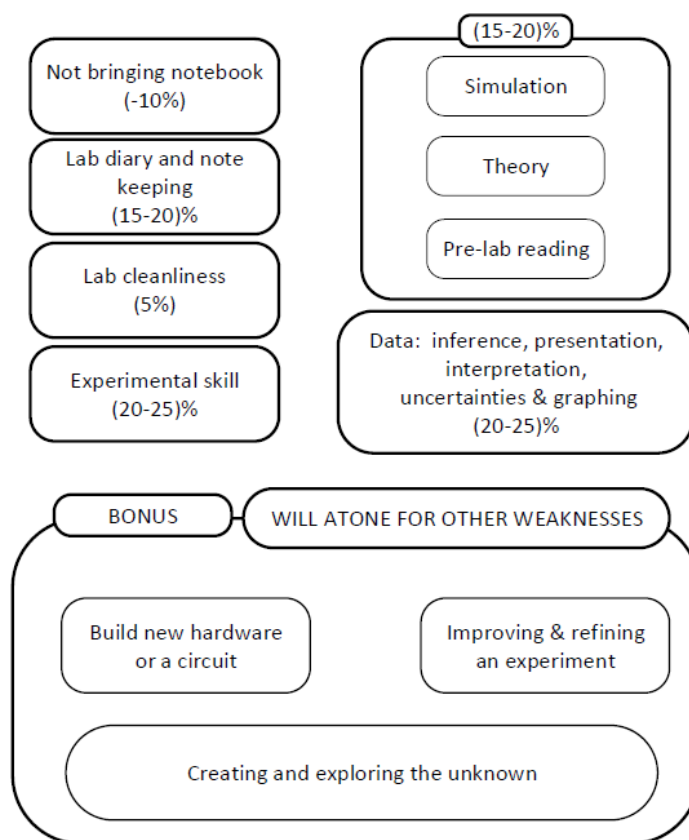 Not bringing notebook
(-10%)
Lab diary and note
keeping
(15-20)%
Lab cleanliness
(5%)
Experimental skill
(20-25)%
(15-20)%
Simulation
Theory
Pre-lab reading
Data: inference, presentation,
interpretation,
uncertainties & graphing
(20-25)%
BONUS
WILL ATONE FOR OTHER WEAKNESSES
Build new hardware
or a circuit
Improving & refining
an experiment
Creating and exploring the unknown